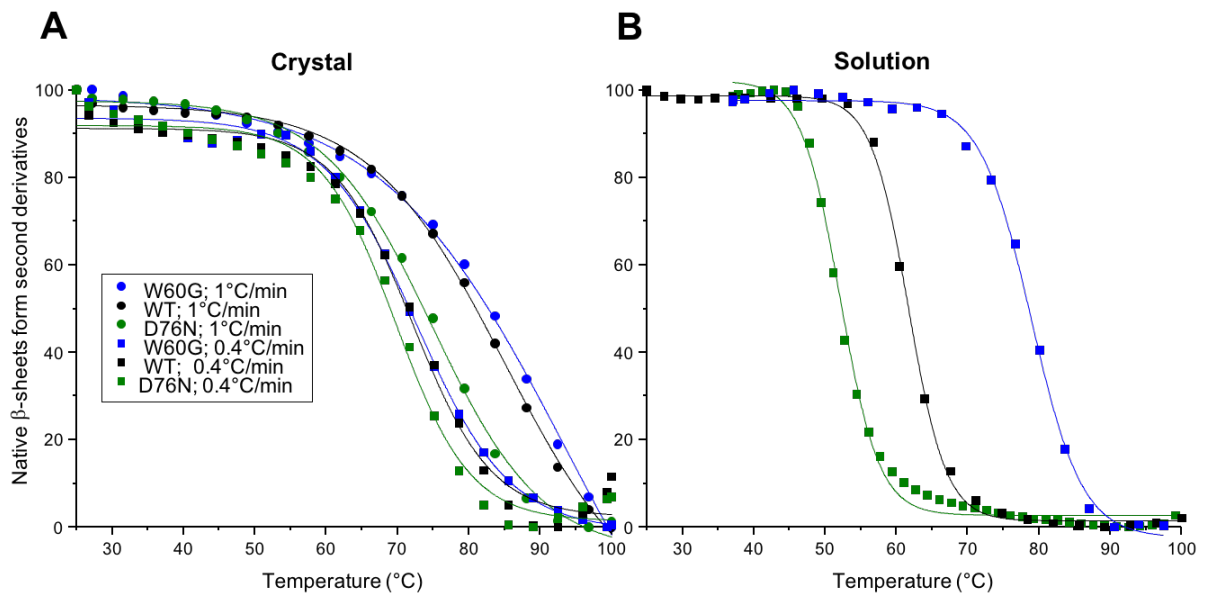 A
B
Crystal
Solution
Native β-sheets form second derivatives
100
80
60
40
20
0
W60G; 1°C/min
WT; 1°C/min
D76N; 1°C/min
W60G; 0.4°C/min
WT; 0.4°C/min
D76N; 0.4°C/min
30 40 50 60 70 80 90 100
Temperature (°C)
100
80
60
40
20
0
30 40 50 60 70 80 90 100
Temperature (°C)